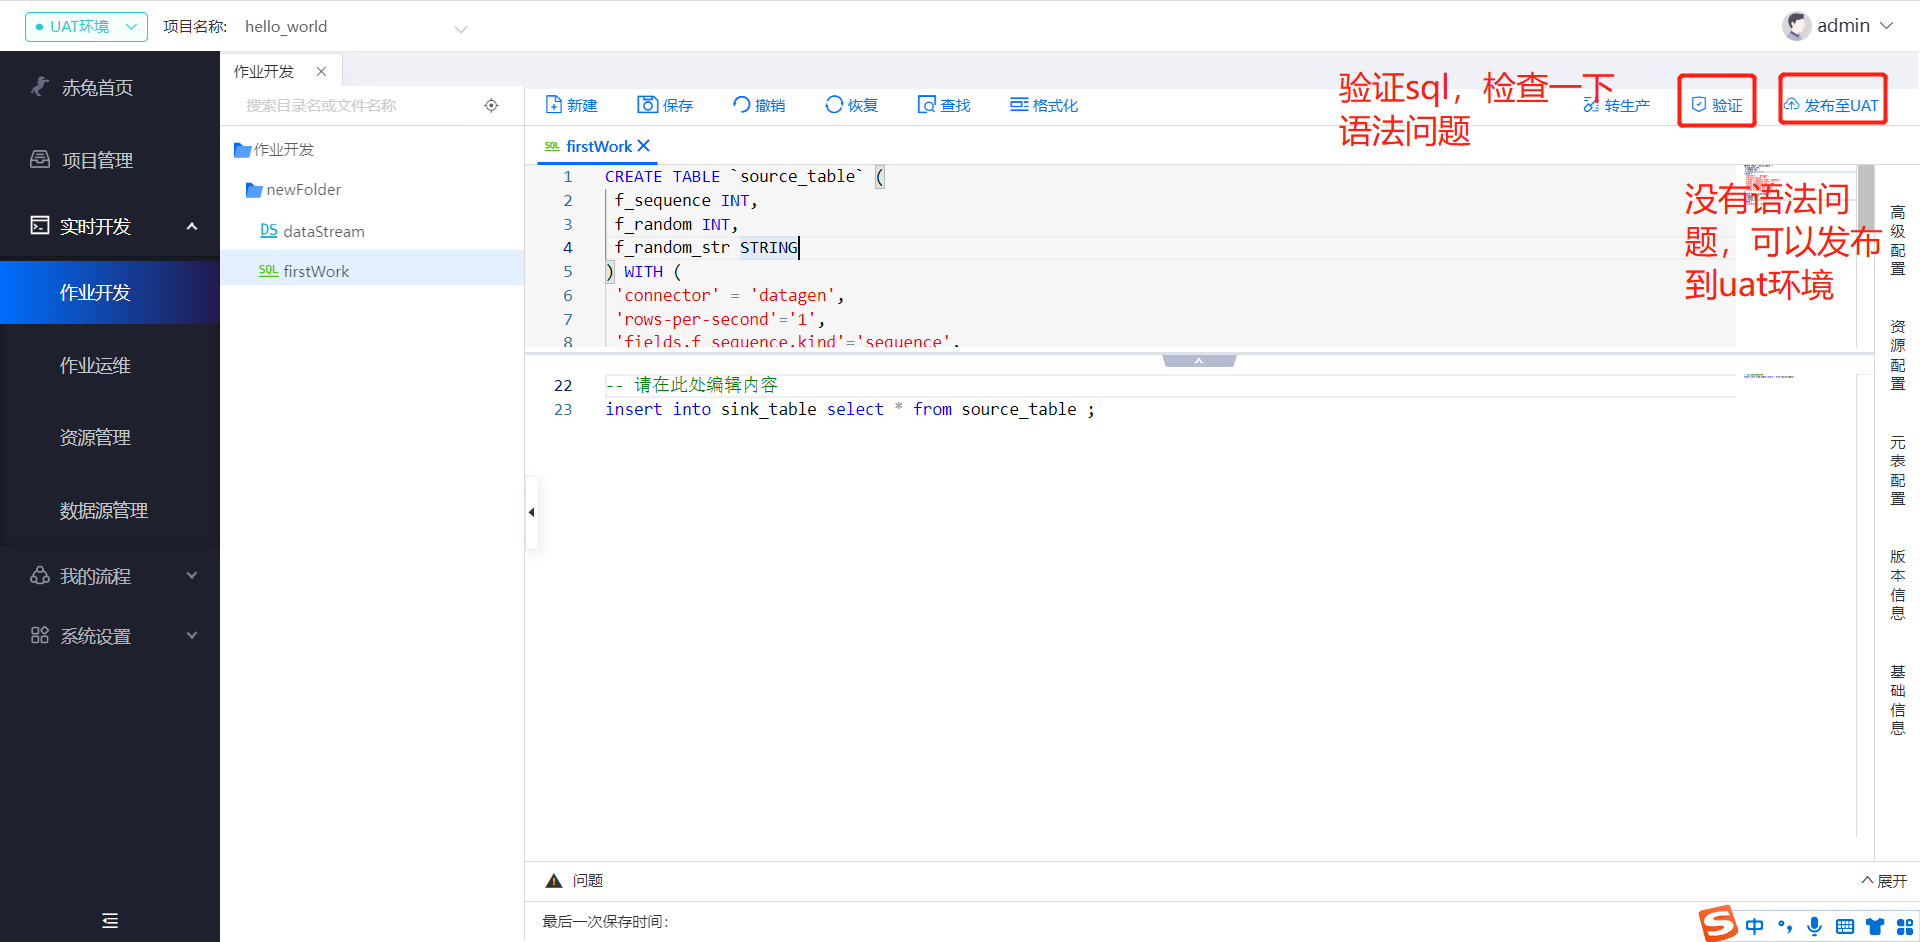 UAT环境
项目名称:
hello_world
admin
赤兔首页
项目管理
实时开发
作业开发
作业运维
资源管理
数据源管理
我的流程
系统设置
作业开发
搜索目录名或文件名称
作业开发
newFolder
DS dataStream
SQL firstWork
新建
保存
撤销
恢复
查找
格式化
转生产
验证
发布至UAT
验证sql，检查一下
语法问题
SQL firstWork
1 CREATE TABLE `source_table` (
2 f_sequence INT,
3 f_random INT,
4 f_random_str STRING
5 ) WITH (
6 'connector' = 'datagen',
7 'rows-per-second'='1',
8 'fields.f_sequence.kind'='sequence',
没有语法问
题，可以发布
到uat环境
22 -- 请在此处编辑内容
23 insert into sink_table select * from source_table ;
高级配置
资源配置
元表配置
版本信息
基础信息
问题
展开
最后一次保存时间：
S 中